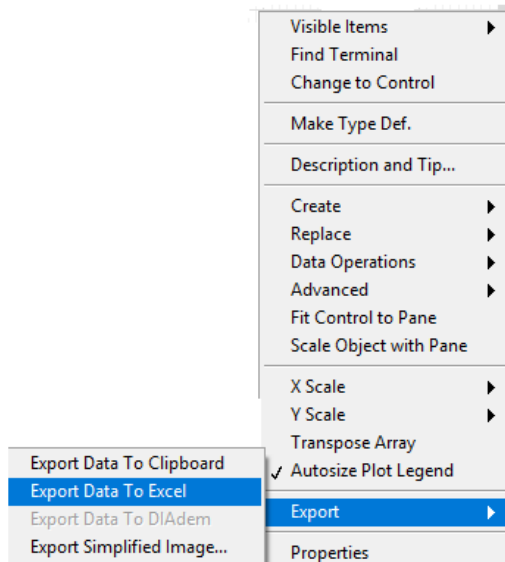 Visible Items
Find Terminal
Change to Control
Make Type Def.
Description and Tip...
Create
Replace
Data Operations
Advanced
Fit Control to Pane
Scale Object with Pane
X Scale
Y Scale
Transpose Array
Autosize Plot Legend
Export
Properties
Export Data To Clipboard
Export Data To Excel
Export Data To DIAdem
Export Simplified Image...